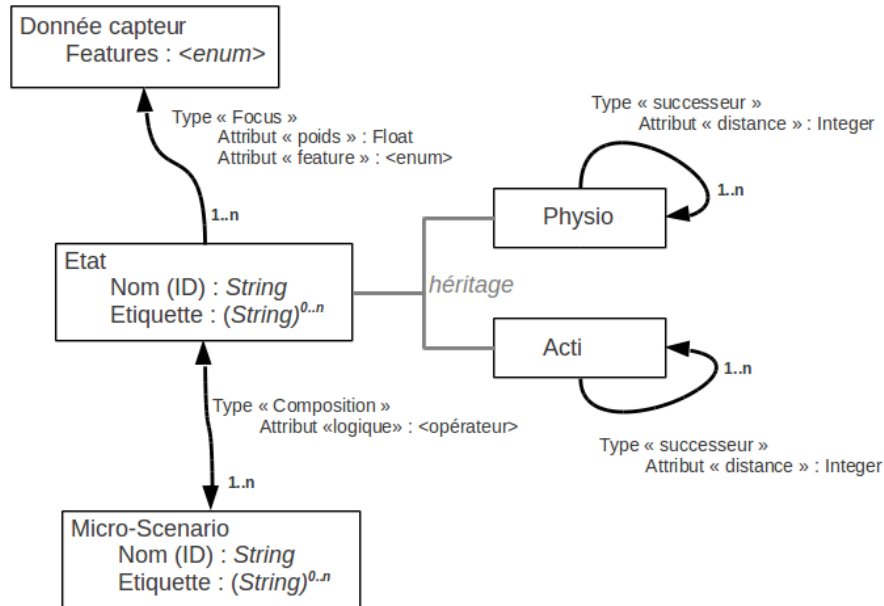 Donnée capteur
Features : <enum>
Type « Focus »
Attribut « poids » : Float
Attribut « feature » : <enum>
1..n
Type « successeur »
Attribut « distance » : Integer
1..n
Physio
Etat
Nom (ID) : String
Etiquette : (String)0..n
héritage
Acti
1..n
Type « successeur »
Attribut « distance » : Integer
Type « Composition »
Attribut «logique» : <opérateur>
1..n
Micro-Scenario
Nom (ID) : String
Etiquette : (String)0..n